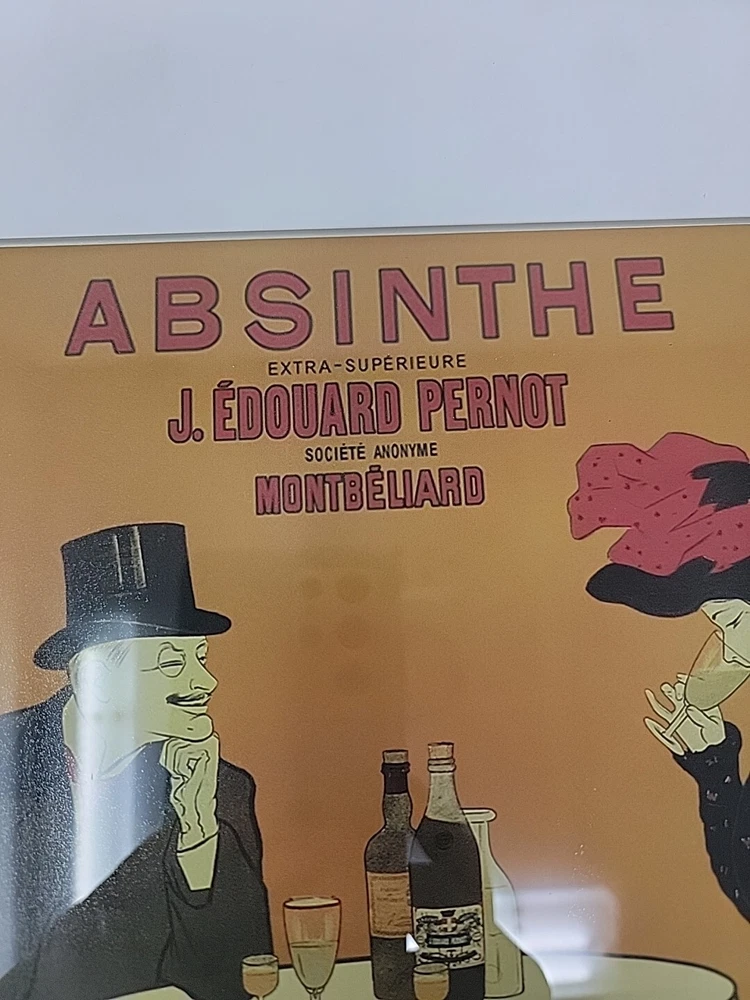 ABSINTHE
EXTRA-SUPÉRIEURE
J. ÉDOUARD PERNOT
SOCIÉTÉ ANONYME
MONTBÉLIARD